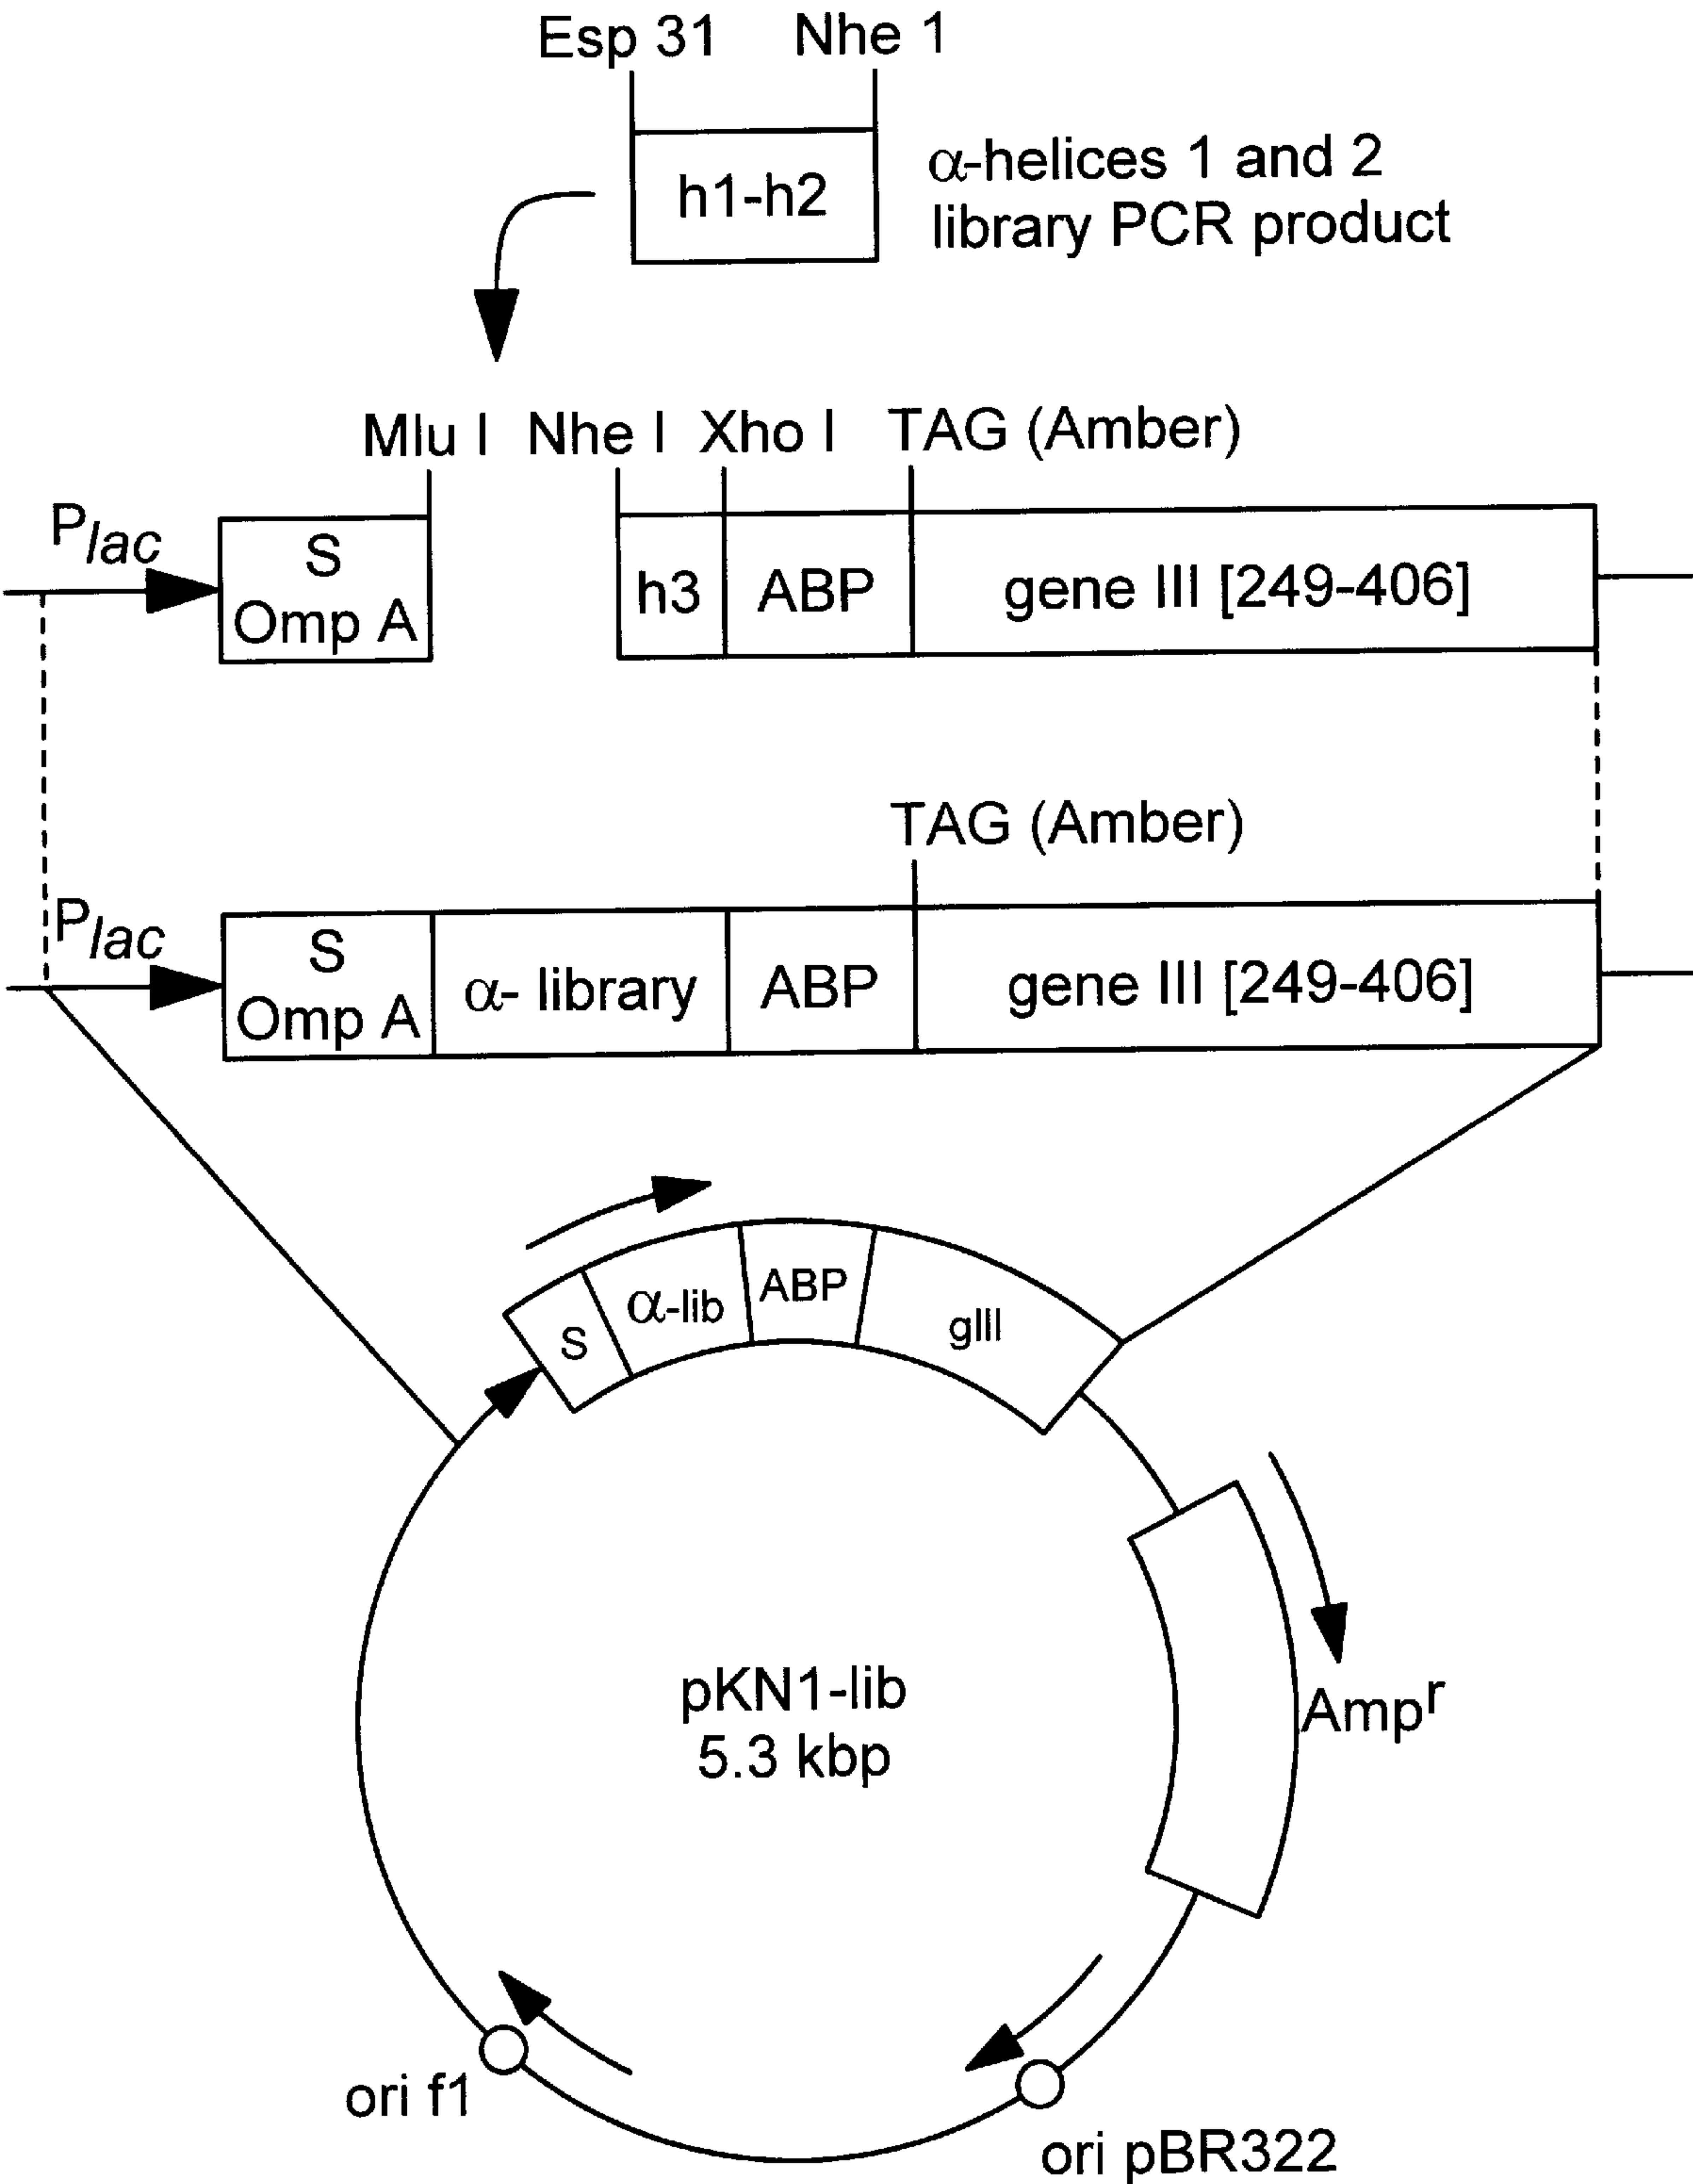 Esp 31 Nhe 1
h1-h2
α-helices 1 and 2
library PCR product
Mlu I Nhe I Xho I TAG (Amber)
Plac
S
Omp A
h3
ABP
gene III [249-406]
TAG (Amber)
Plac
S
Omp A
α- library
ABP
gene III [249-406]
S
α-lib
ABP
gIII
pKN1-lib
5.3 kbp
Ampr
ori f1
ori pBR322